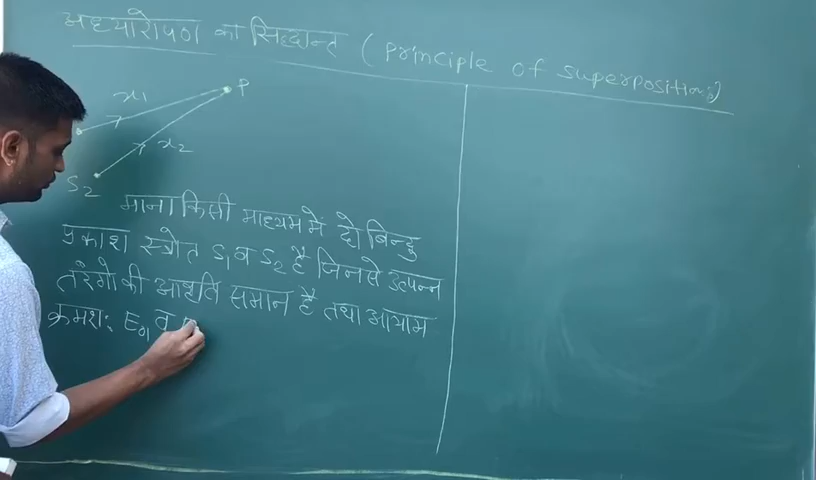 अध्यारोपण का सिद्धान्त ( principle of superposition:)
x₁ P
x₂
S₂
माना किसी माध्यम में दो बिन्दु
प्रकाश स्त्रोत S₁ व S₂ है जिनसे उत्पन्न
तरंगो की आवृति समान है तथा आयाम
क्रमश: E₀₁ व